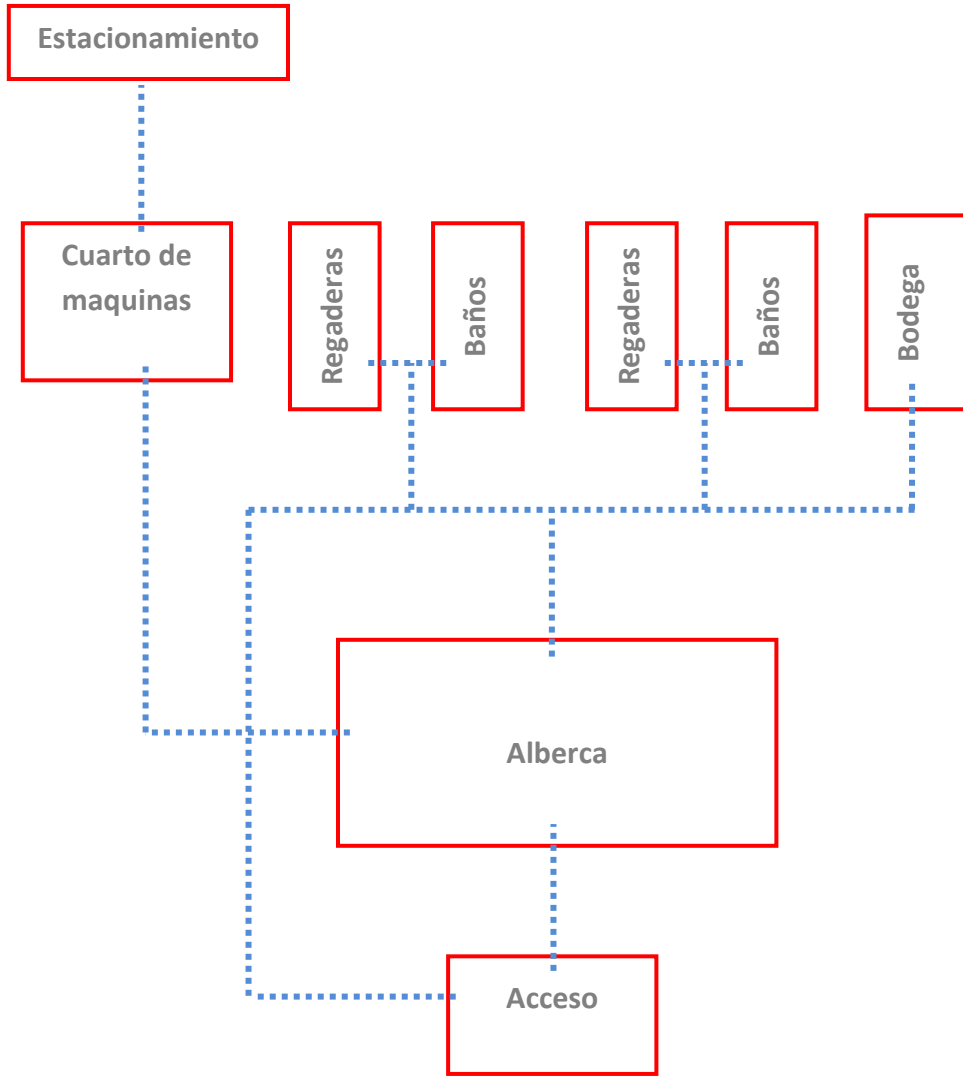 Estacionamiento
Cuarto de
maquinas
Regaderas
Baños
Regaderas
Baños
Bodega
Alberca
Acceso